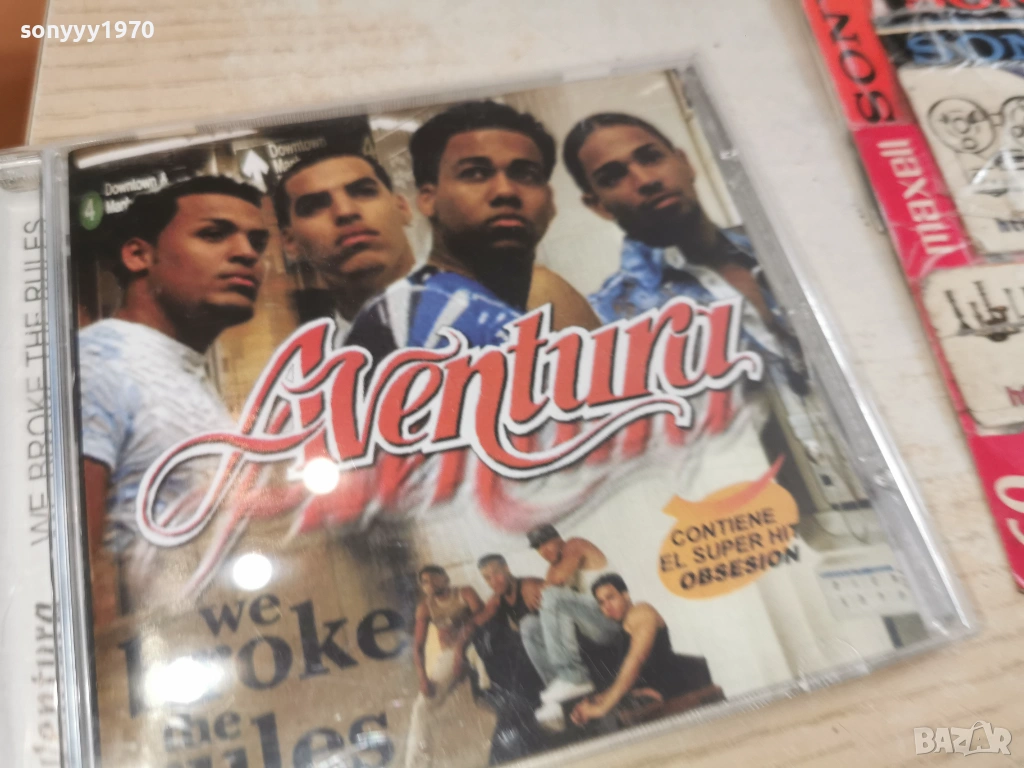 sonyyy1970
Downtown
4
Downtown
Aventura
CONTIENE
EL SUPER HIT
OBSESION
we
broke
the
rules
WE BROKE THE RULES
maxell
BAZAR